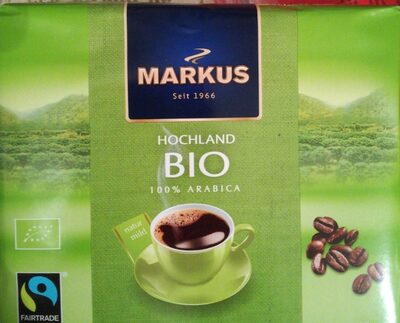 MARKUS
Seit 1966
HOCHLAND
BIO
100% ARABICA
natur
mild
FAIRTRADE